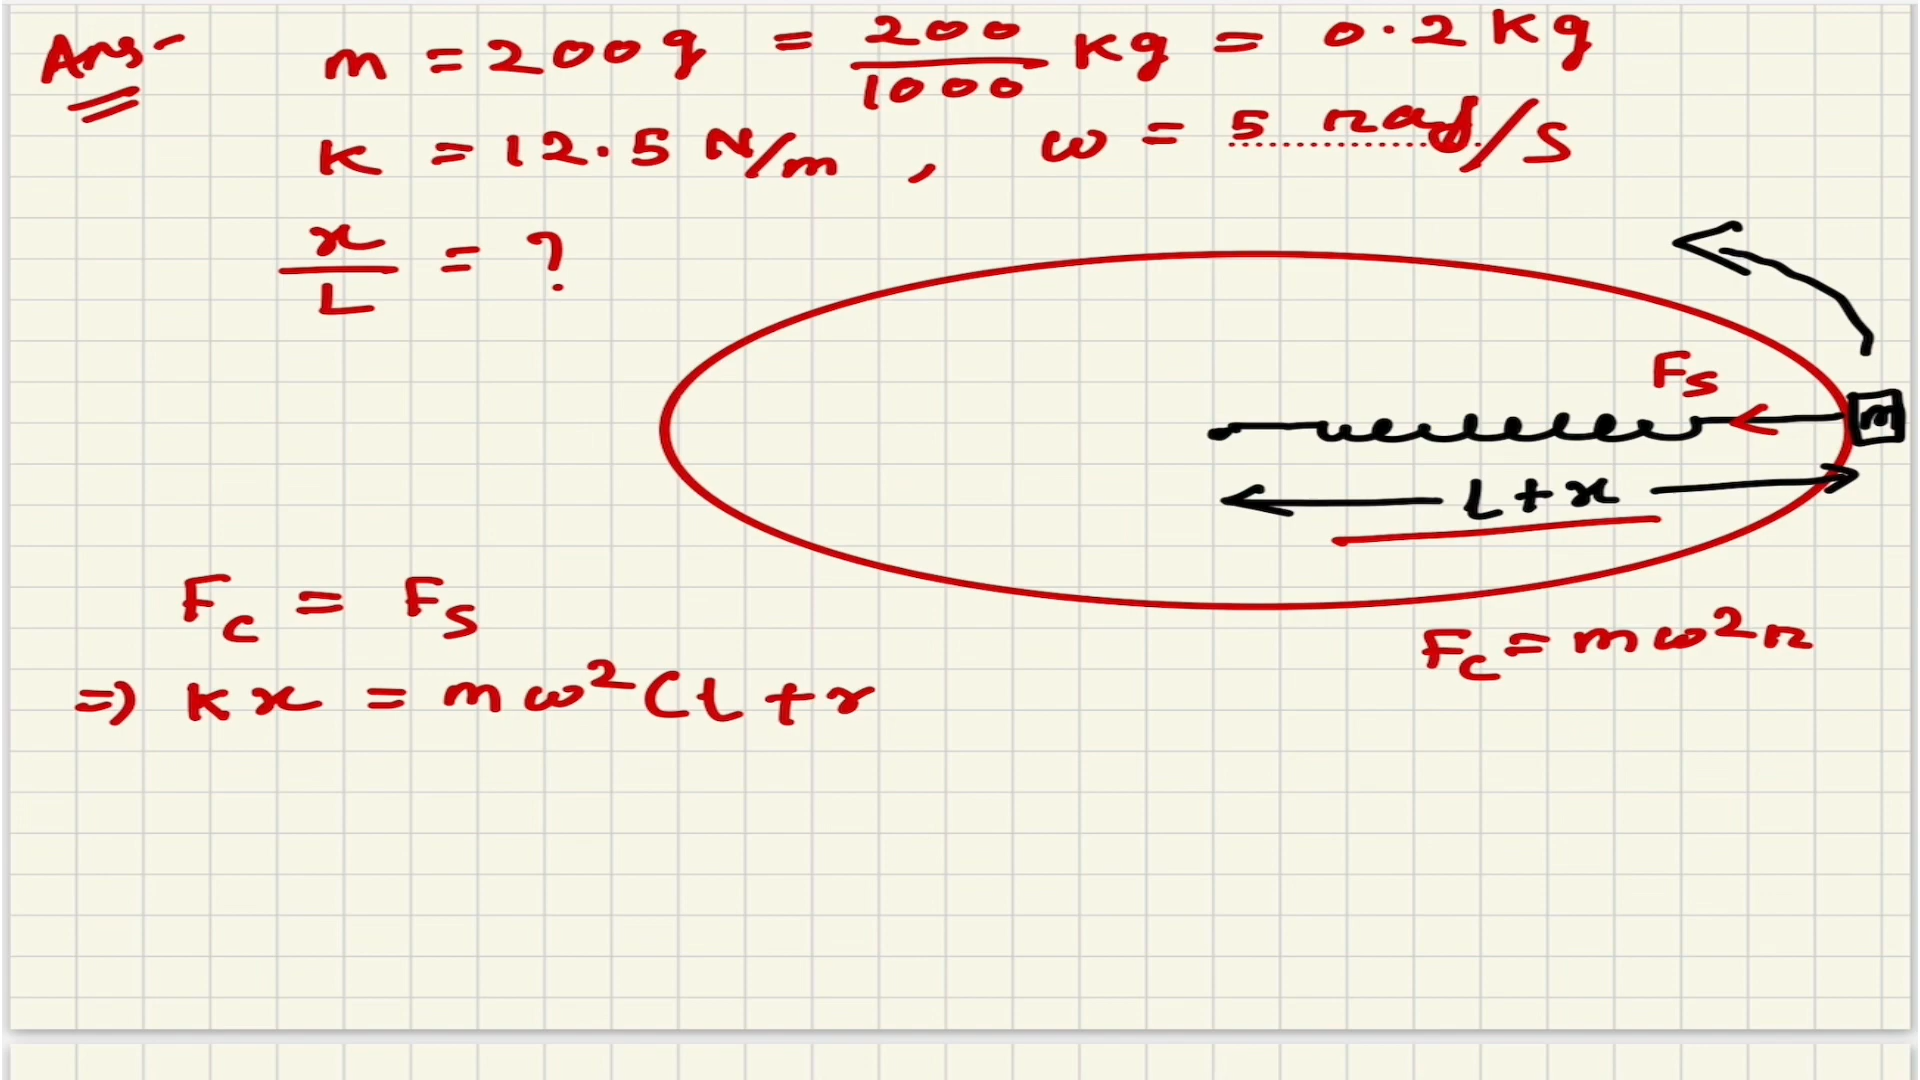 Ans- m = 200g = 200/1000 Kg = 0.2 Kg
K = 12.5 N/m , ω = 5 rad/s
x/L = ?
Fs
m
L + x
Fc = Fs
Fc = mω²r
⇒ Kx = mω²(L + x